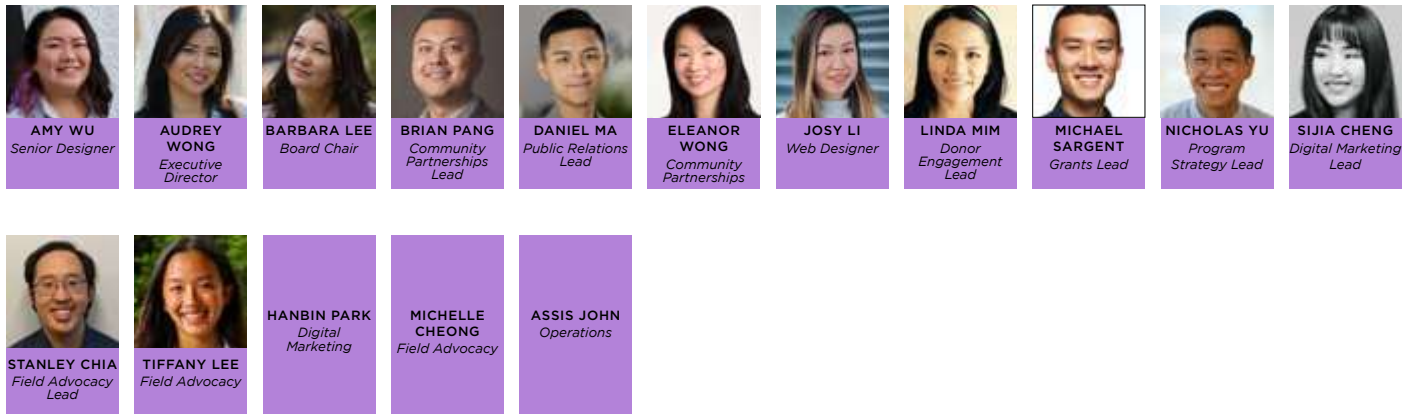 AMY WU
Senior Designer
AUDREY
WONG
Executive
Director
BARBARA LEE
Board Chair
BRIAN PANG
Community
Partnerships
Lead
DANIEL MA
Public Relations
Lead
ELEANOR
WONG
Community
Partnerships
JOSY LI
Web Designer
LINDA MIM
Donor
Engagement
Lead
MICHAEL
SARGENT
Grants Lead
NICHOLAS YU
Program
Strategy Lead
SIJIA CHENG
Digital Marketing
Lead
STANLEY CHIA
Field Advocacy
Lead
TIFFANY LEE
Field Advocacy
HANBIN PARK
Digital
Marketing
MICHELLE
CHEONG
Field Advocacy
ASSIS JOHN
Operations